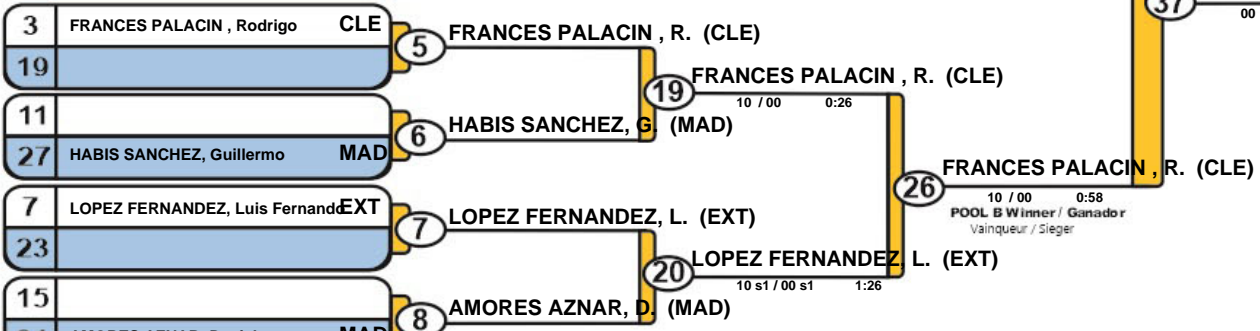 37
00
3 FRANCES PALACIN , Rodrigo CLE
5
FRANCES PALACIN , R. (CLE)
19
19
FRANCES PALACIN , R. (CLE)
10 / 00 0:26
11
6
HABIS SANCHEZ, G. (MAD)
27 HABIS SANCHEZ, Guillermo MAD
26
FRANCES PALACIN , R. (CLE)
10 / 00 0:58
POOL B Winner / Ganador
Vainqueur / Sieger
7 LOPEZ FERNANDEZ, Luis Fernando EXT
7
LOPEZ FERNANDEZ, L. (EXT)
23
20
LOPEZ FERNANDEZ, L. (EXT)
10 s1 / 00 s1 1:26
15
8
AMORES AZNAR, D. (MAD)
MAD